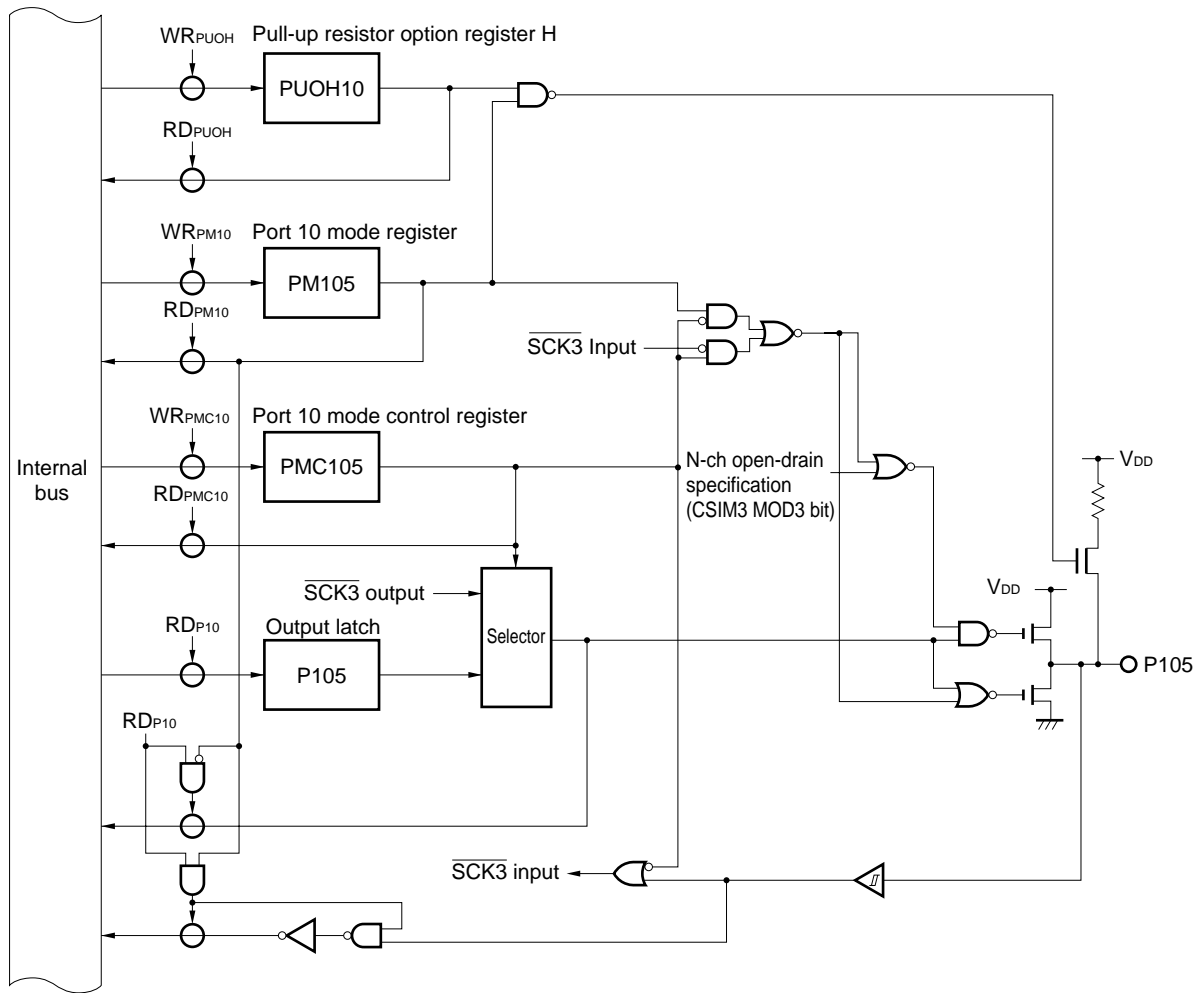 WRPUOH
Pull-up resistor option register H
PUOH10
RDPUOH
WRPM10
Port 10 mode register
PM105
RDPM10
SCK3 Input
WRPMC10
Port 10 mode control register
PMC105
Internal
bus
RDPMC10
N-ch open-drain
specification
(CSIM3 MOD3 bit)
VDD
SCK3 output
VDD
Selector
RDP10
Output latch
P105
P105
RDP10
SCK3 input